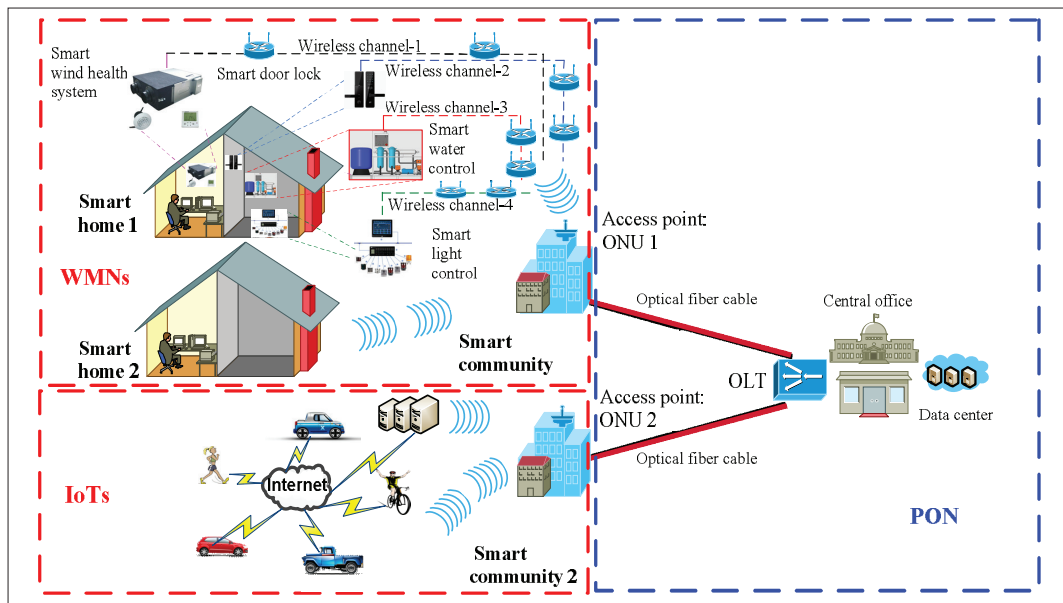 Smart
wind health
system
Wireless channel-1
Smart door lock
Wireless channel-2
Wireless channel-3
Smart
water
control
Wireless channel-4
Smart
home 1
Smart
light
control
WMNs
Smart
home 2
Smart
community
Access point:
ONU 1
Optical fiber cable
Central office
OLT
Data center
Access point:
ONU 2
Optical fiber cable
PON
IoTs
Internet
Smart
community 2